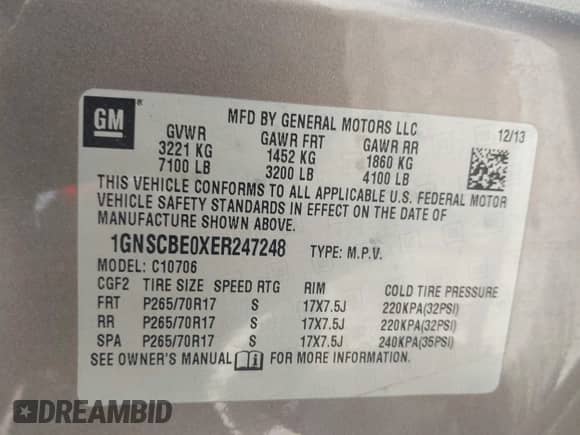 GM
MFD BY GENERAL MOTORS LLC
12/13
GVWR GAWR FRT GAWR RR
3221 KG 1452 KG 1860 KG
7100 LB 3200 LB 4100 LB
THIS VEHICLE CONFORMS TO ALL APPLICABLE U.S. FEDERAL MOTOR
VEHICLE SAFETY STANDARDS IN EFFECT ON THE DATE OF
MANUFACTURE SHOWN ABOVE.
1GNSCBE0XER247248 TYPE: M.P.V.
MODEL: C10706
CGF2 TIRE SIZE SPEED RTG RIM COLD TIRE PRESSURE
FRT P265/70R17 S 17X7.5J 220KPA(32PSI)
RR P265/70R17 S 17X7.5J 220KPA(32PSI)
SPA P265/70R17 S 17X7.5J 240KPA(35PSI)
SEE OWNER'S MANUAL FOR MORE INFORMATION.
DREAMBID